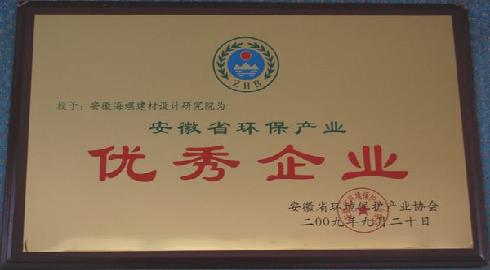 ZHB
授予：安徽海螺建材设计研究院为
安徽省环保产业
优秀企业
安徽省环境保护产业协会
二00九年九月二十日